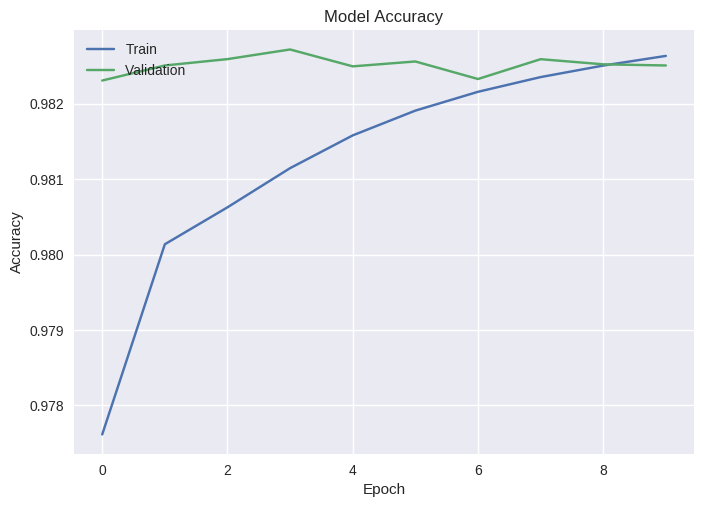 Model Accuracy
Train
Validation
0.982
0.981
0.980
0.979
0.978
Accuracy
0 2 4 6 8
Epoch